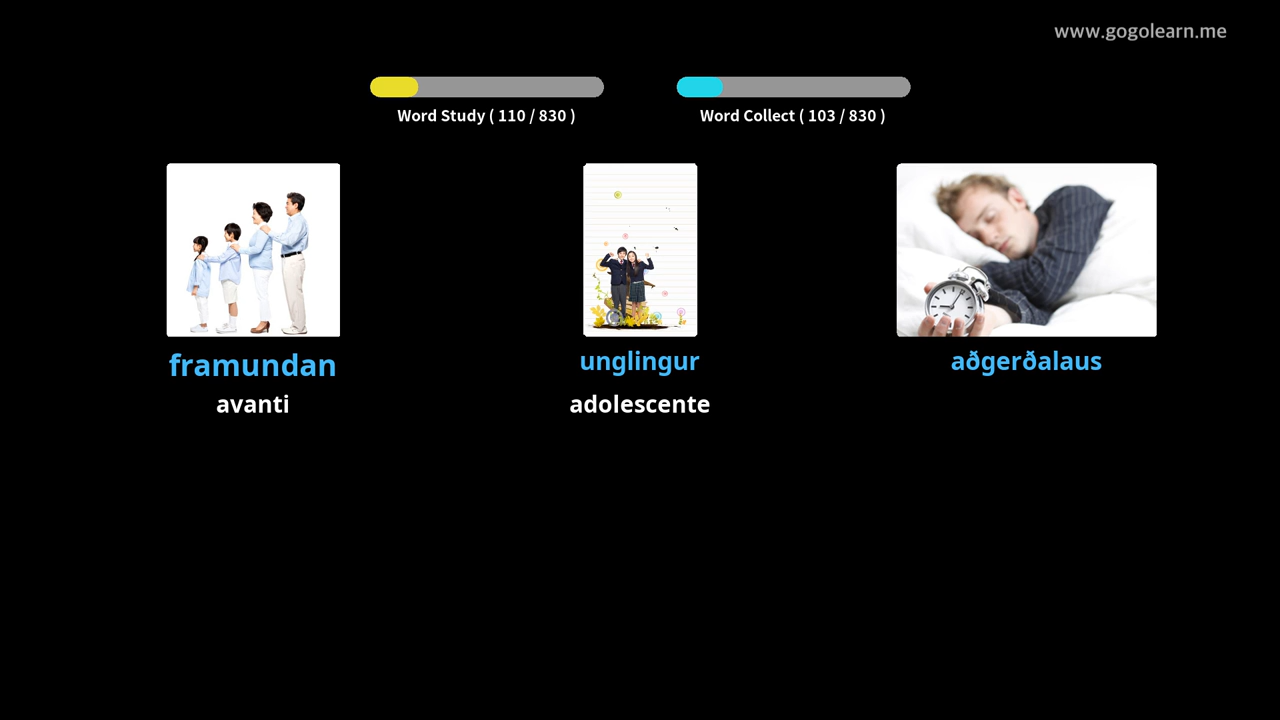 www.gogolearn.me
Word Study ( 110 / 830 )
Word Collect ( 103 / 830 )
framundan
avanti
unglingur
adolescente
aðgerðalaus